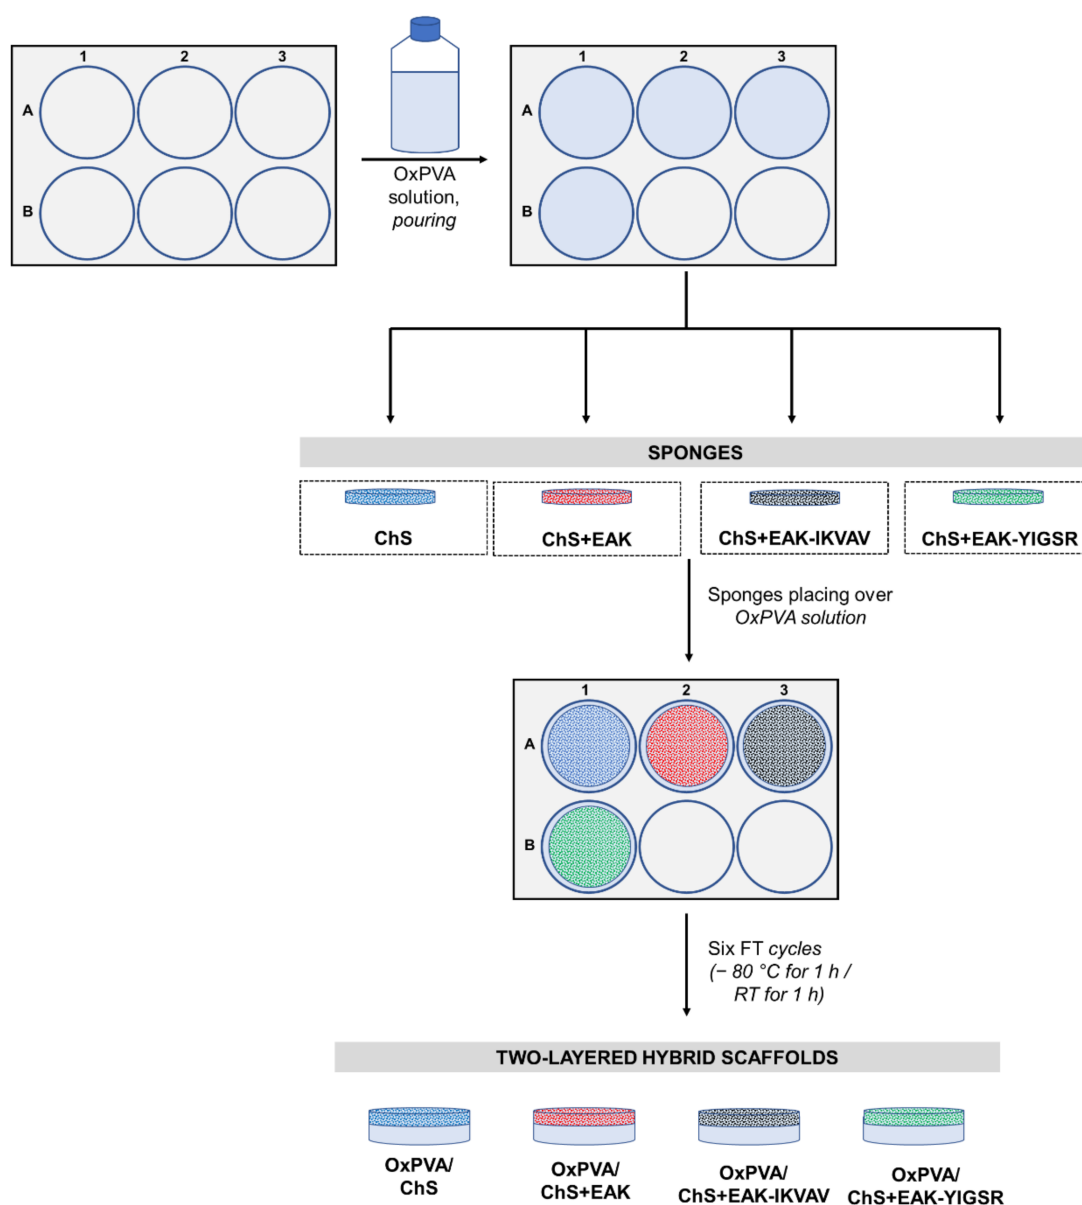 1 2 3
A
B
OxPVA
solution,
pouring
1 2 3
A
B
SPONGES
ChS
ChS+EAK
ChS+EAK-IKVAV
ChS+EAK-YIGSR
Sponges placing over
OxPVA solution
1 2 3
A
B
Six FT cycles
(− 80 °C for 1 h /
RT for 1 h)
TWO-LAYERED HYBRID SCAFFOLDS
OxPVA/
ChS
OxPVA/
ChS+EAK
OxPVA/
ChS+EAK-IKVAV
OxPVA/
ChS+EAK-YIGSR